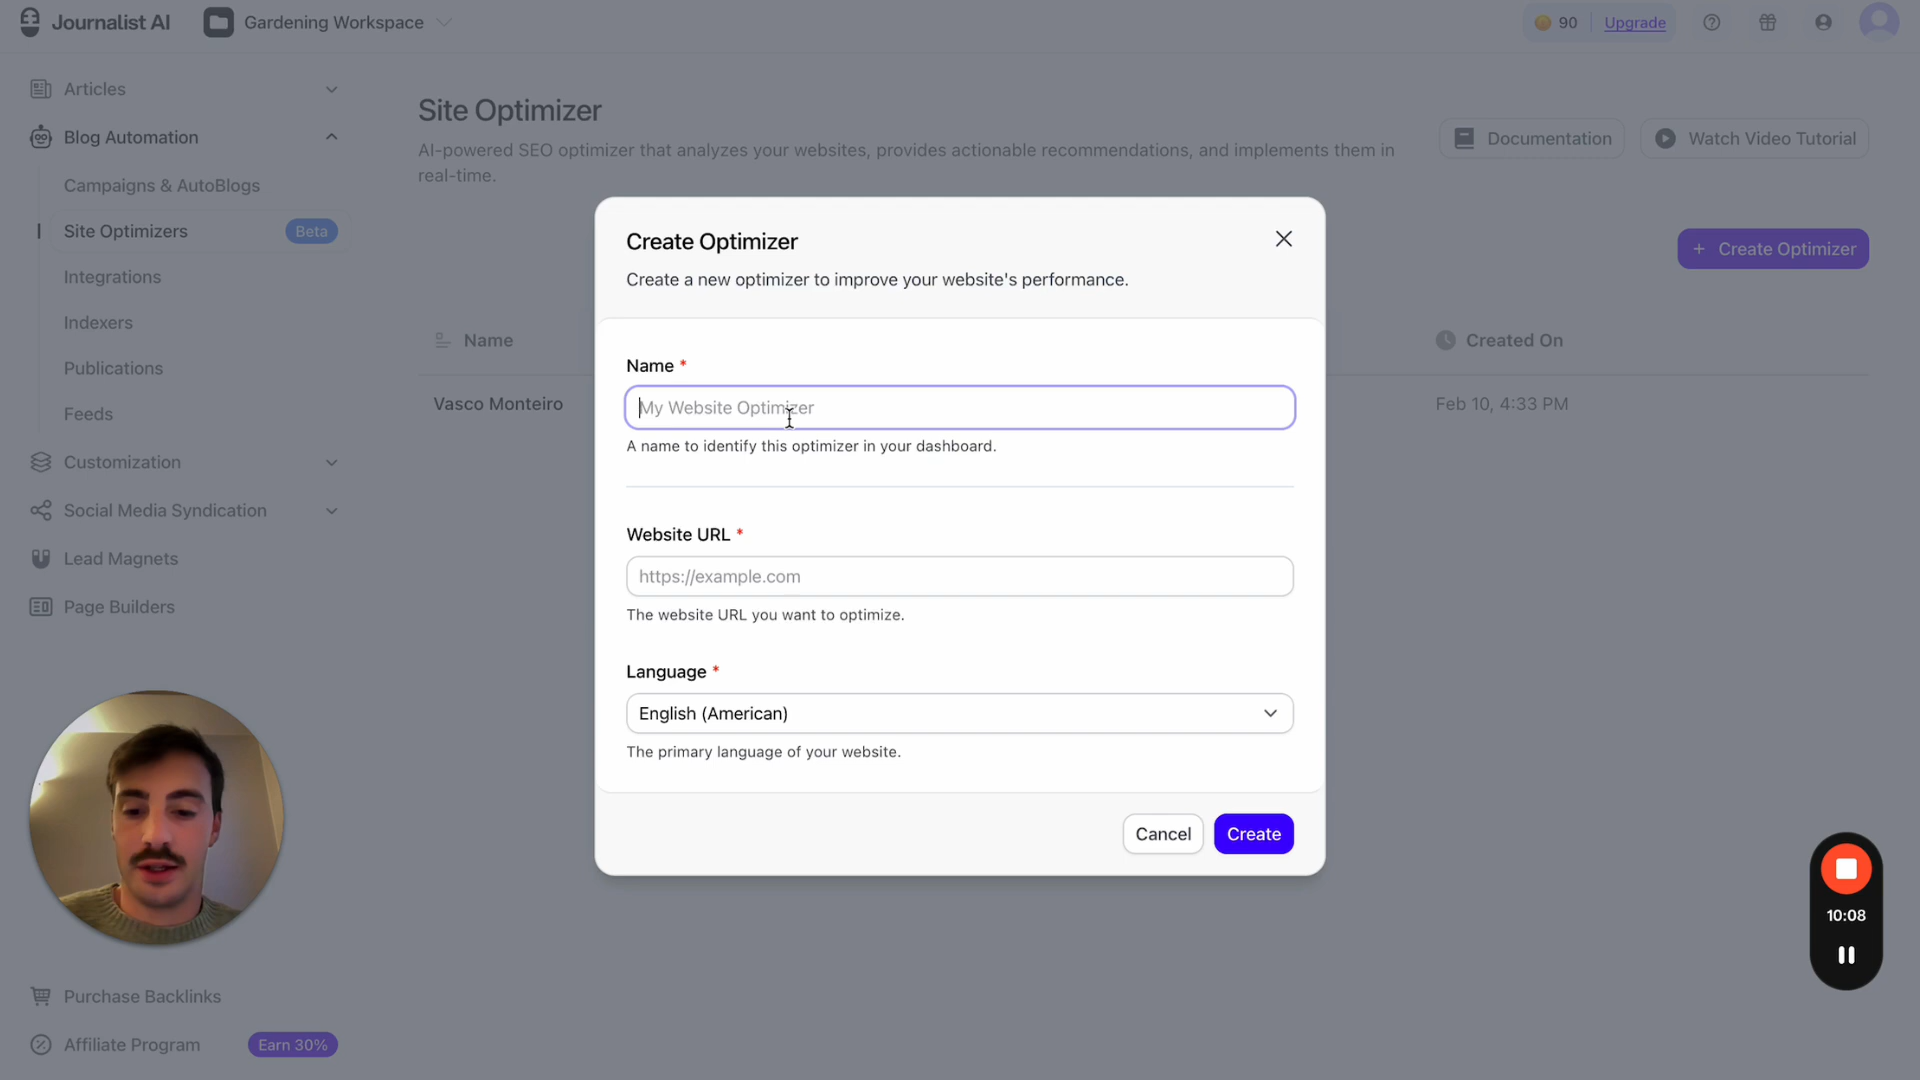 Journalist AI
Gardening Workspace
90
Upgrade
Articles
Blog Automation
Campaigns & AutoBlogs
Site Optimizers
Beta
Integrations
Indexers
Publications
Feeds
Customization
Social Media Syndication
Lead Magnets
Page Builders
Purchase Backlinks
Affiliate Program
Earn 30%
Site Optimizer
AI-powered SEO optimizer that analyzes your websites, provides actionable recommendations, and implements them in
real-time.
Documentation
Watch Video Tutorial
+ Create Optimizer
Name
Created On
Vasco Monteiro
Feb 10, 4:33 PM
Create Optimizer
Create a new optimizer to improve your website's performance.
Name *
My Website Optimizer
A name to identify this optimizer in your dashboard.
Website URL *
https://example.com
The website URL you want to optimize.
Language *
English (American)
The primary language of your website.
Cancel
Create
10:08